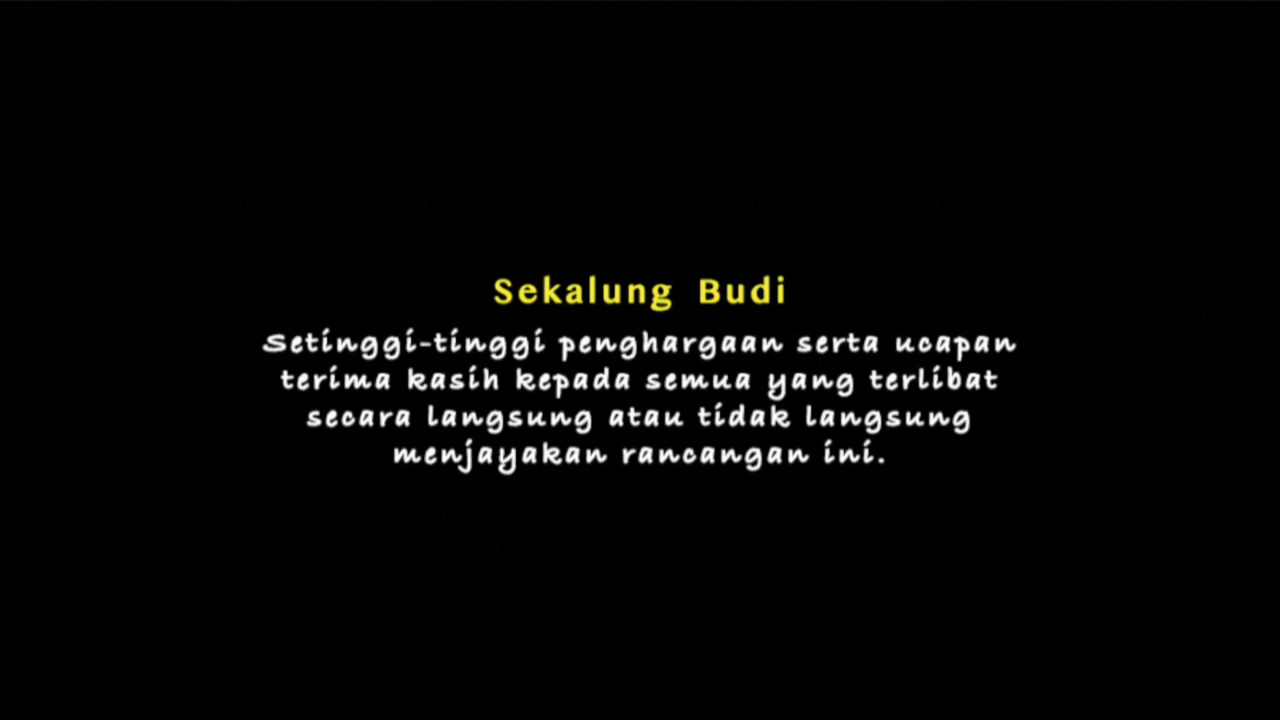 Sekalung Budi
Setinggi-tinggi penghargaan serta ucapan
terima kasih kepada semua yang terlibat
secara langsung atau tidak langsung
menjayakan rancangan ini.